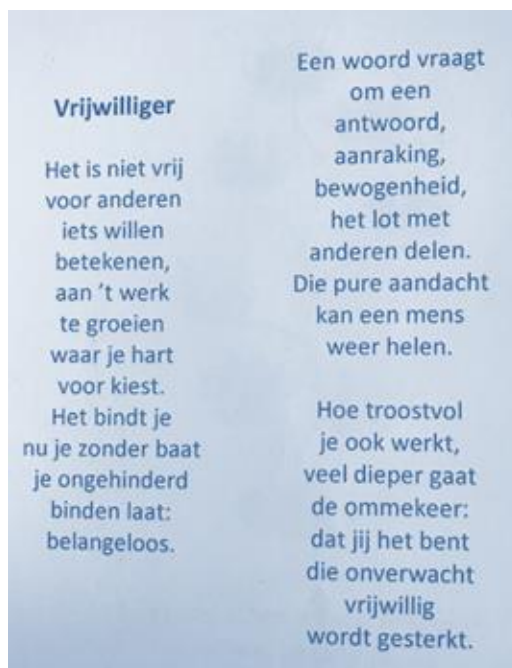 Vrijwilliger
Het is niet vrij
voor anderen
iets willen
betekenen,
aan 't werk
te groeien
waar je hart
voor kiest.
Het bindt je
nu je zonder baat
je ongehinderd
binden laat:
belangeloos.
Een woord vraagt
om een
antwoord,
aanraking,
bewogenheid,
het lot met
anderen delen.
Die pure aandacht
kan een mens
weer helen.
Hoe troostvol
je ook werkt,
veel dieper gaat
de ommekeer:
dat jij het bent
die onverwacht
vrijwillig
wordt gesterkt.